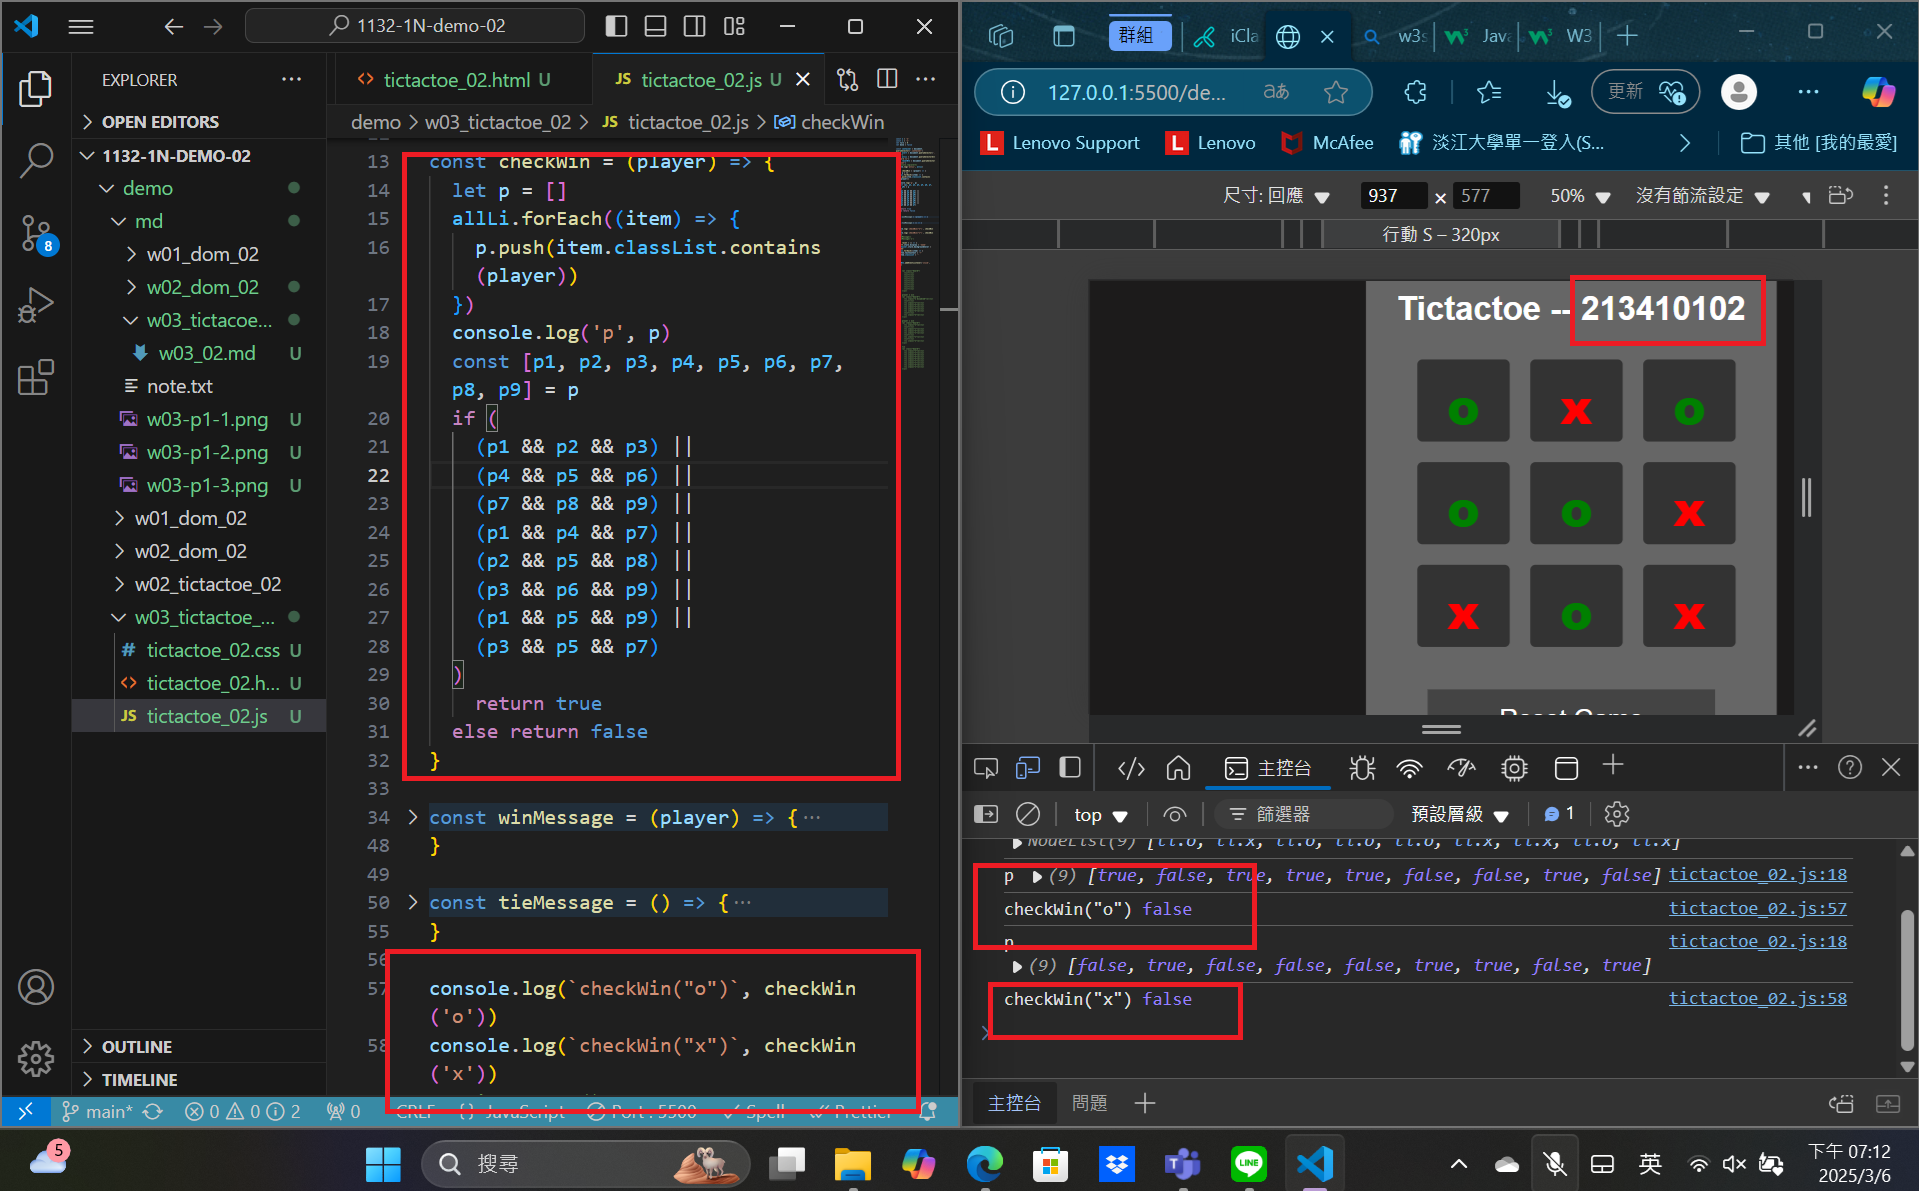 1132-1N-demo-02
EXPLORER
OPEN EDITORS
1132-1N-DEMO-02
demo
md
w01_dom_02
w02_dom_02
w03_tictacoe...
w03_02.md U
note.txt
w03-p1-1.png U
w03-p1-2.png U
w03-p1-3.png U
w01_dom_02
w02_dom_02
w02_tictactoe_02
w03_tictactoe_...
# tictactoe_02.css U
<> tictactoe_02.h... U
JS tictactoe_02.js U
OUTLINE
TIMELINE
8
<> tictactoe_02.html U
JS tictactoe_02.js U
demo > w03_tictactoe_02 > JS tictactoe_02.js > checkWin
13 const checkWin = (player) => {
14 let p = []
15 allLi.forEach((item) => {
16 p.push(item.classList.contains
(player))
17 })
18 console.log('p', p)
19 const [p1, p2, p3, p4, p5, p6, p7,
p8, p9] = p
20 if (
21 (p1 && p2 && p3) ||
22 (p4 && p5 && p6) ||
23 (p7 && p8 && p9) ||
24 (p1 && p4 && p7) ||
25 (p2 && p5 && p8) ||
26 (p3 && p6 && p9) ||
27 (p1 && p5 && p9) ||
28 (p3 && p5 && p7)
29 )
30 return true
31 else return false
32 }
33
34 const winMessage = (player) => {...
48 }
49
50 const tieMessage = () => {...
55 }
56
57 console.log(`checkWin("o")`, checkWin
('o'))
58 console.log(`checkWin("x")`, checkWin
('x'))
main* 0 0 2 0 CRLF {} JavaScript Port : 5500 Spell Prettier
群組
iCla
w3s
Java
W3
127.0.0.1:5500/de...
aあ
更新
Lenovo Support
Lenovo
McAfee
淡江大學單一登入(S...
其他 [我的最愛]
尺寸: 回應 937 × 577 50% 沒有節流設定
行動 S – 320px
Tictactoe -- 213410102
o x o
o o x
x o x
Reset Game
主控台
top 篩選器 預設層級 1
NodeList(9) [li.o, li.x, li.o, li.o, li.o, li.x, li.x, li.o, li.x]
p (9) [true, false, true, true, true, false, false, true, false] tictactoe_02.js:18
checkWin("o") false tictactoe_02.js:57
p tictactoe_02.js:18
(9) [false, true, false, false, false, true, true, false, true]
checkWin("x") false tictactoe_02.js:58
主控台 問題
5
搜尋
LINE
英
下午 07:12
2025/3/6